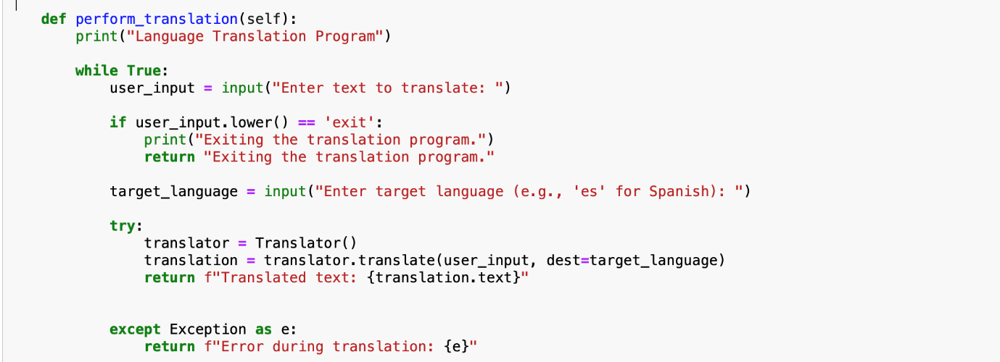 def perform_translation(self):
print("Language Translation Program")
while True:
user_input = input("Enter text to translate: ")
if user_input.lower() == 'exit':
print("Exiting the translation program.")
return "Exiting the translation program."
target_language = input("Enter target language (e.g., 'es' for Spanish): ")
try:
translator = Translator()
translation = translator.translate(user_input, dest=target_language)
return f"Translated text: {translation.text}"
except Exception as e:
return f"Error during translation: {e}"